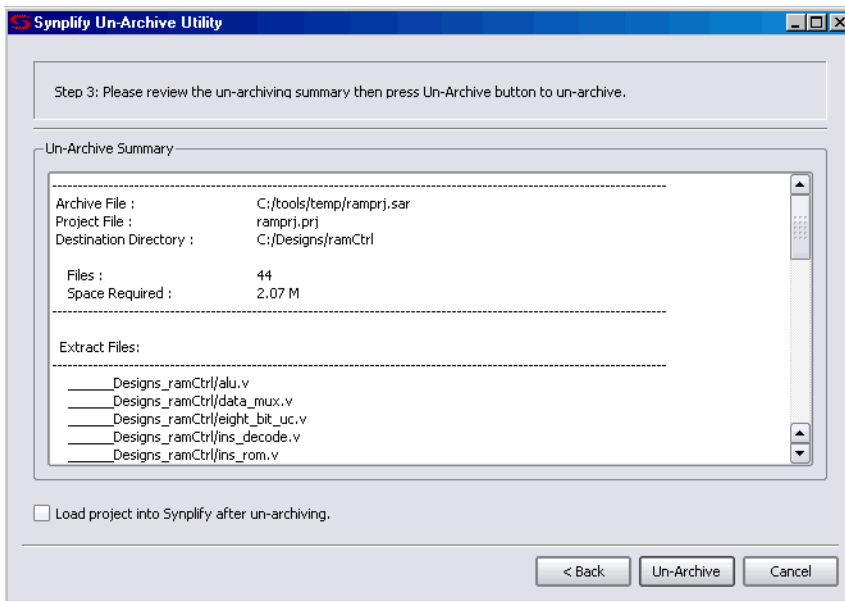 Synplify Un-Archive Utility
Step 3: Please review the un-archiving summary then press Un-Archive button to un-archive.
Un-Archive Summary
--------------------------------------------------------------------------------
Archive File : C:/tools/temp/ramprj.sar
Project File : ramprj.prj
Destination Directory : C:/Designs/ramCtrl
Files : 44
Space Required : 2.07 M
--------------------------------------------------------------------------------
Extract Files:
--------------------------------------------------------------------------------
______Designs_ramCtrl/alu.v
______Designs_ramCtrl/data_mux.v
______Designs_ramCtrl/eight_bit_uc.v
______Designs_ramCtrl/ins_decode.v
______Designs_ramCtrl/ins_rom.v
Load project into Synplify after un-archiving.
< Back Un-Archive Cancel